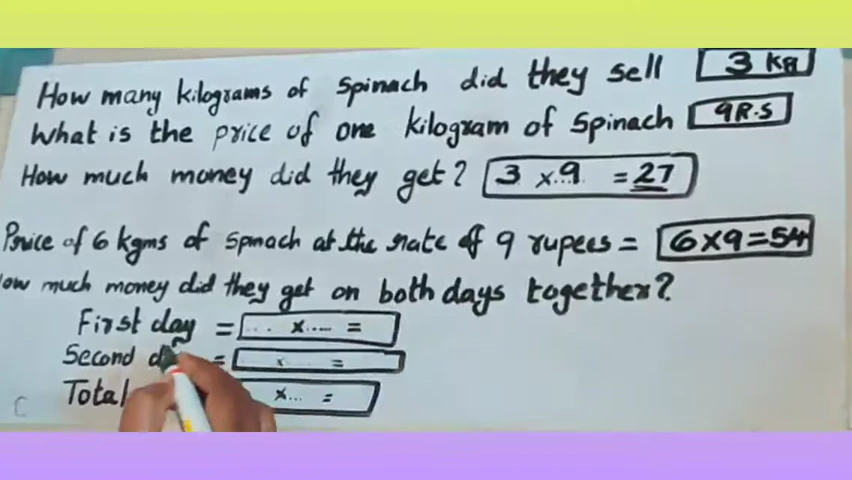 How many kilograms of spinach did they sell 3 kg
What is the price of one kilogram of spinach 9R.S
How much money did they get? 3 x..9.. = 27
Price of 6 kgms of spinach at the rate of 9 rupees = 6x9=54
How much money did they get on both days together?
First day = ... x.... =
Second = ... x.... =
Total x... =